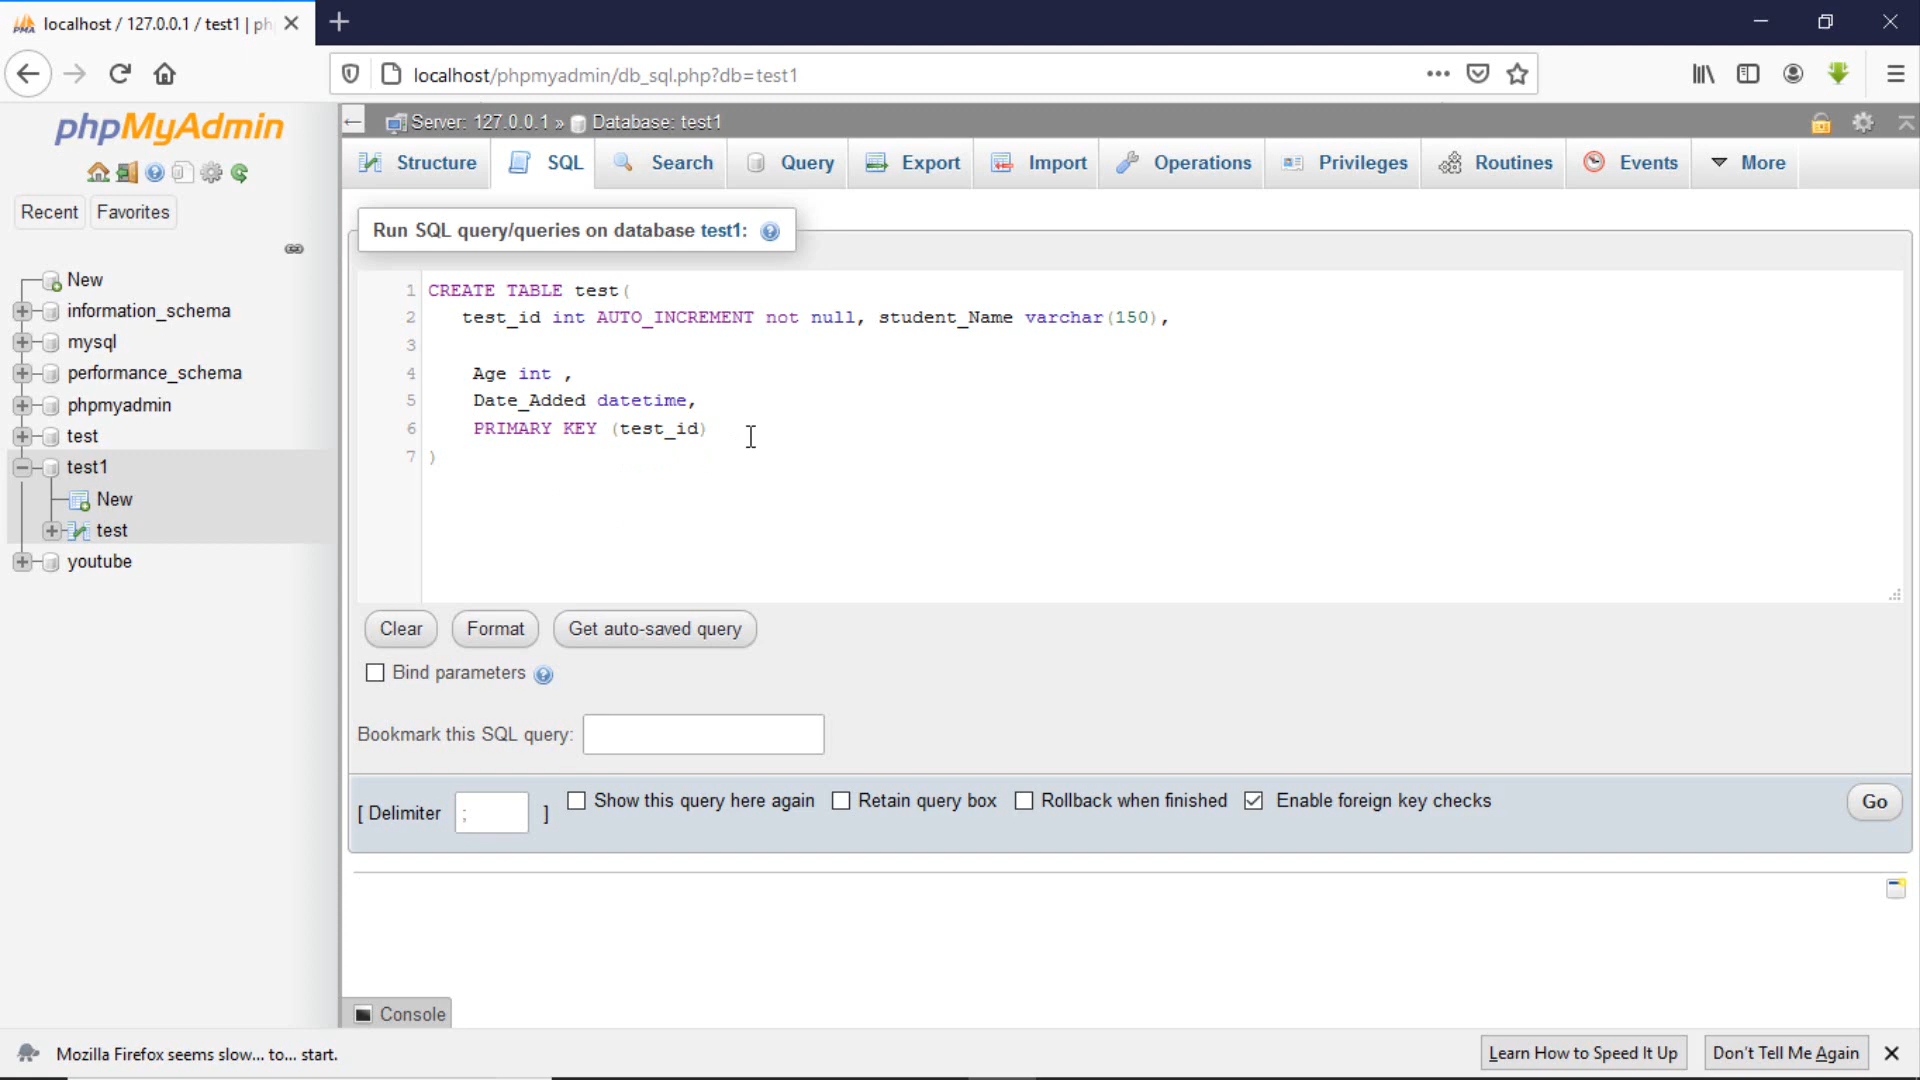 localhost / 127.0.0.1 / test1 | ph
localhost/phpmyadmin/db_sql.php?db=test1
phpMyAdmin
Recent Favorites
New
information_schema
mysql
performance_schema
phpmyadmin
test
test1
New
test
youtube
Server: 127.0.0.1 » Database: test1
Structure SQL Search Query Export Import Operations Privileges Routines Events More
Run SQL query/queries on database test1:
1 CREATE TABLE test(
2 test_id int AUTO_INCREMENT not null, student_Name varchar(150),
3
4 Age int ,
5 Date_Added datetime,
6 PRIMARY KEY (test_id)
7 )
Clear Format Get auto-saved query
Bind parameters
Bookmark this SQL query:
[ Delimiter ; ] Show this query here again Retain query box Rollback when finished Enable foreign key checks Go
Console
Mozilla Firefox seems slow... to... start. Learn How to Speed It Up Don't Tell Me Again